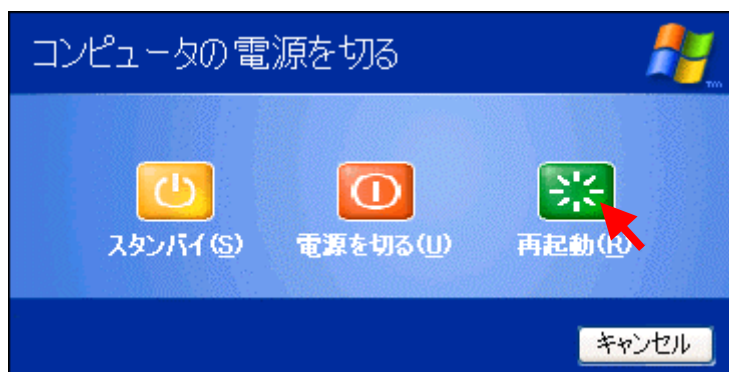 コンピュータの電源を切る
TM
スタンバイ(S)
電源を切る(U)
再起動(R)
キャンセル